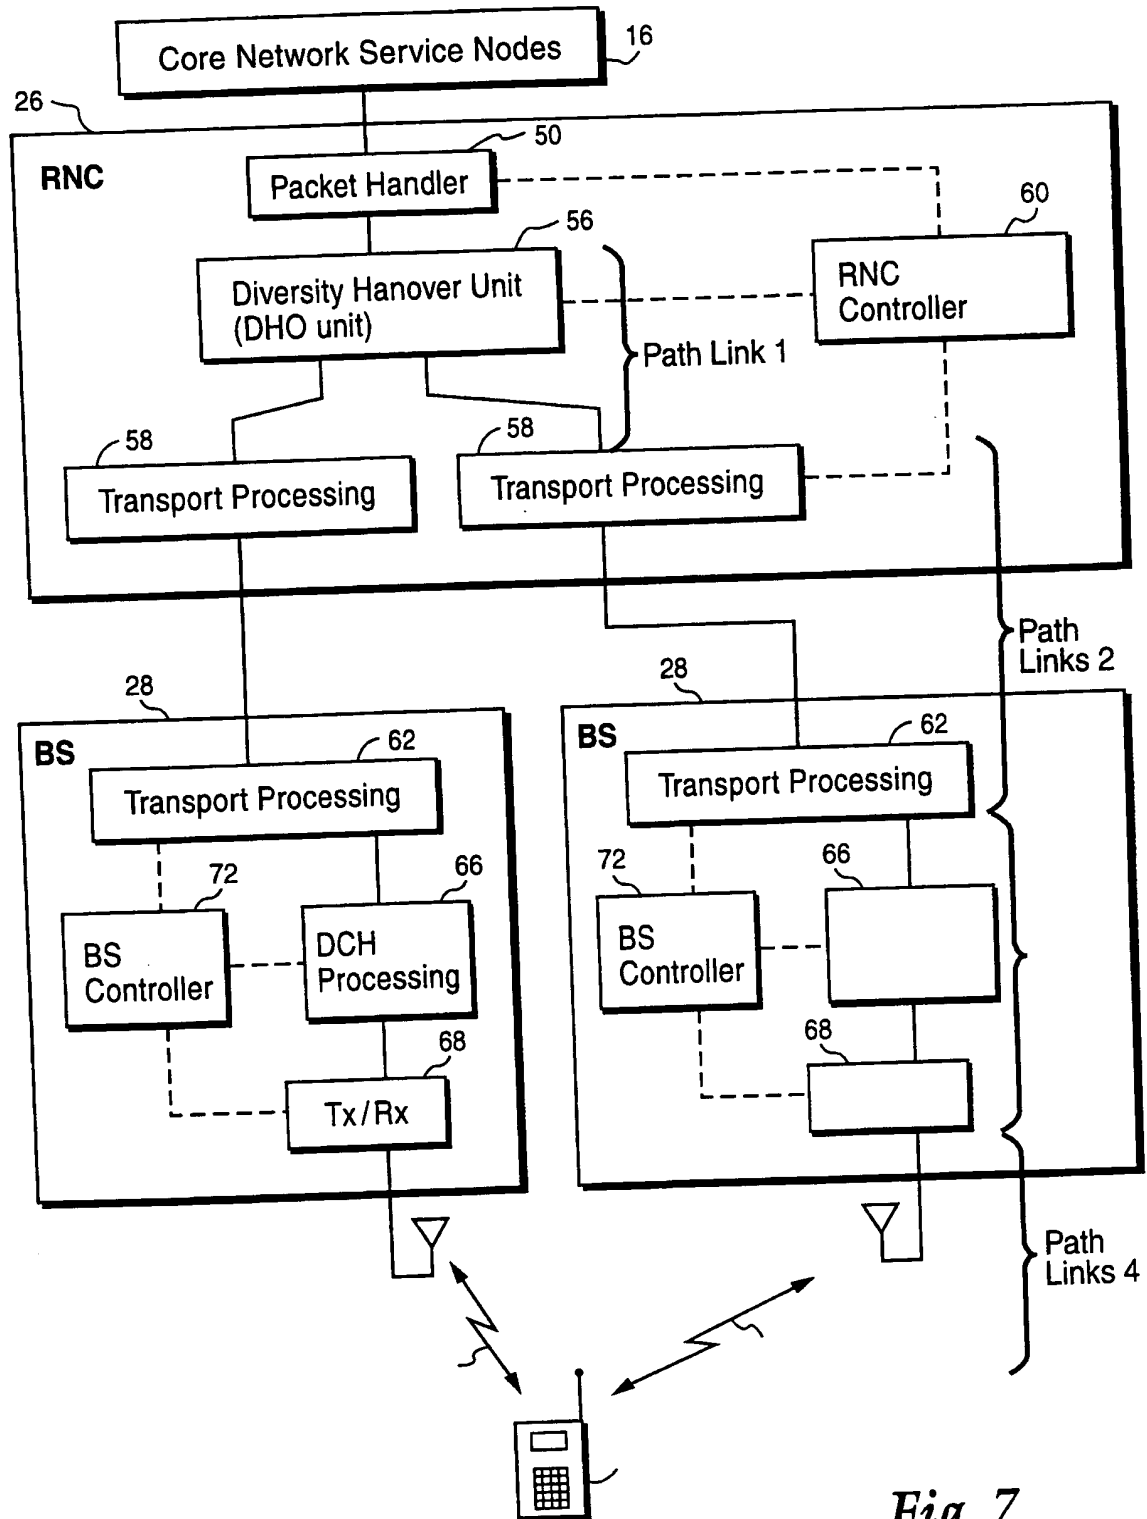 Core Network Service Nodes
16
26
RNC
50
Packet Handler
56
60
Diversity Hanover Unit
(DHO unit)
RNC
Controller
Path Link 1
58
58
Transport Processing
Transport Processing
Path
Links 2
28
28
BS
BS
62
62
Transport Processing
Transport Processing
72
66
72
66
BS
Controller
DCH
Processing
BS
Controller
68
68
Tx/Rx
Path
Links 4
Fig. 7